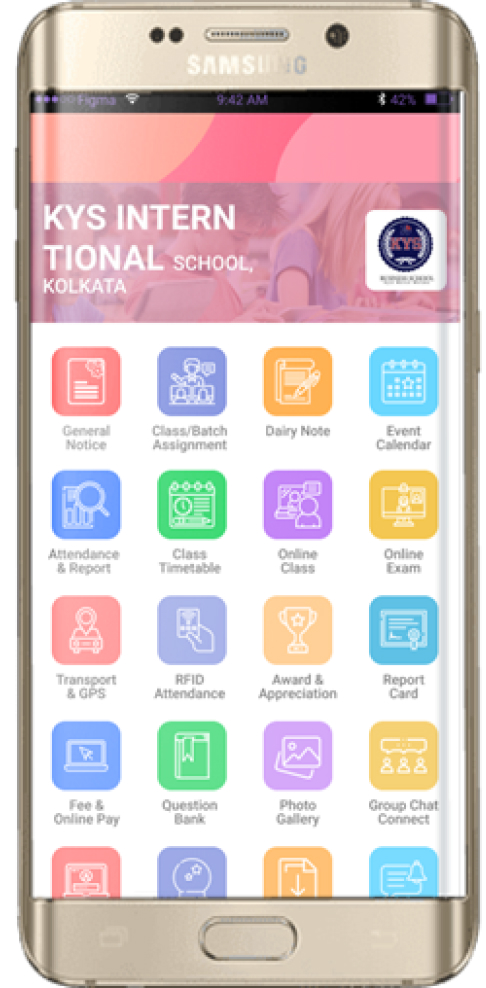 SAMSUNG
Figma 9:42 AM 42%
KYS INTERN
TIONAL SCHOOL,
KOLKATA
KYS
BUSINESS SCHOOL
General
Notice
Class/Batch
Assignment
Dairy Note
Event
Calendar
Attendance
& Report
Class
Timetable
Online
Class
Online
Exam
Transport
& GPS
RFID
Attendance
Award &
Appreciation
Report
Card
Fee &
Online Pay
Question
Bank
Photo
Gallery
Group Chat
Connect